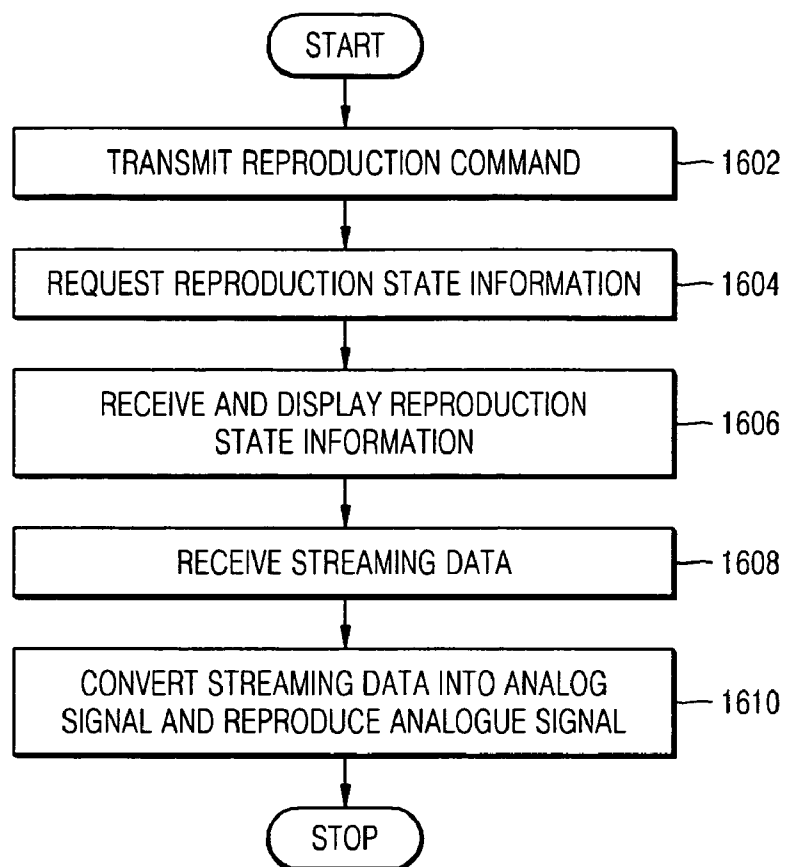 START
TRANSMIT REPRODUCTION COMMAND
1602
REQUEST REPRODUCTION STATE INFORMATION
1604
RECEIVE AND DISPLAY REPRODUCTION
STATE INFORMATION
1606
RECEIVE STREAMING DATA
1608
CONVERT STREAMING DATA INTO ANALOG
SIGNAL AND REPRODUCE ANALOGUE SIGNAL
1610
STOP